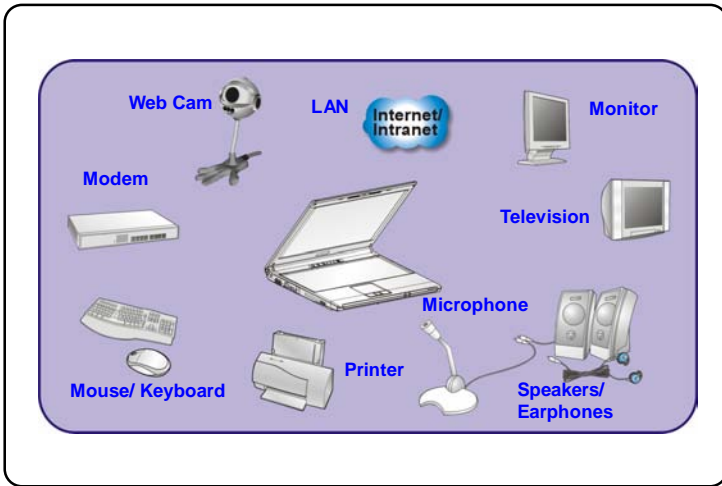 Web Cam
LAN
Internet/
Intranet
Monitor
Modem
Television
Microphone
Mouse/ Keyboard
Printer
Speakers/
Earphones